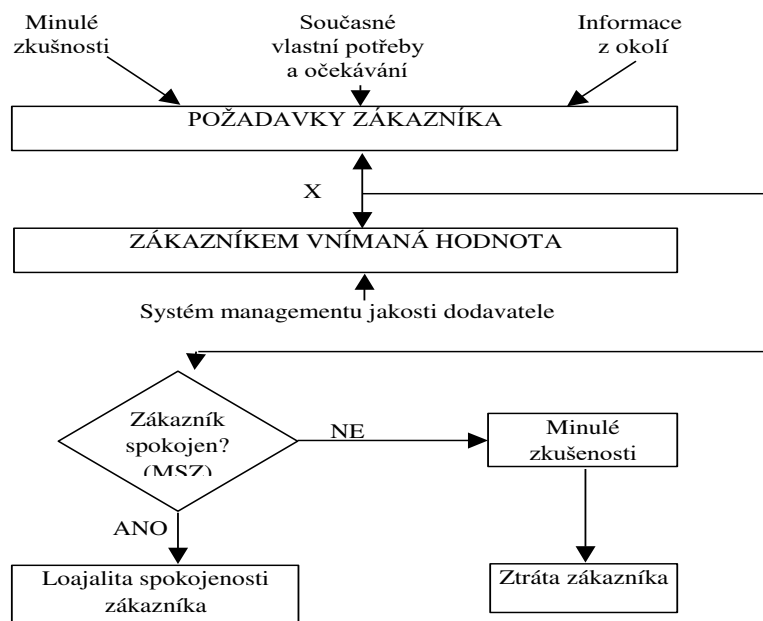 Minulé
zkušnosti
Současné
vlastní potřeby
a očekávání
Informace
z okolí
POŽADAVKY ZÁKAZNÍKA
X
ZÁKAZNÍKEM VNÍMANÁ HODNOTA
Systém managementu jakosti dodavatele
Zákazník
spokojen?
(MSZ)
NE
Minulé
zkušenosti
ANO
Loajalita spokojenosti
zákazníka
Ztráta zákazníka